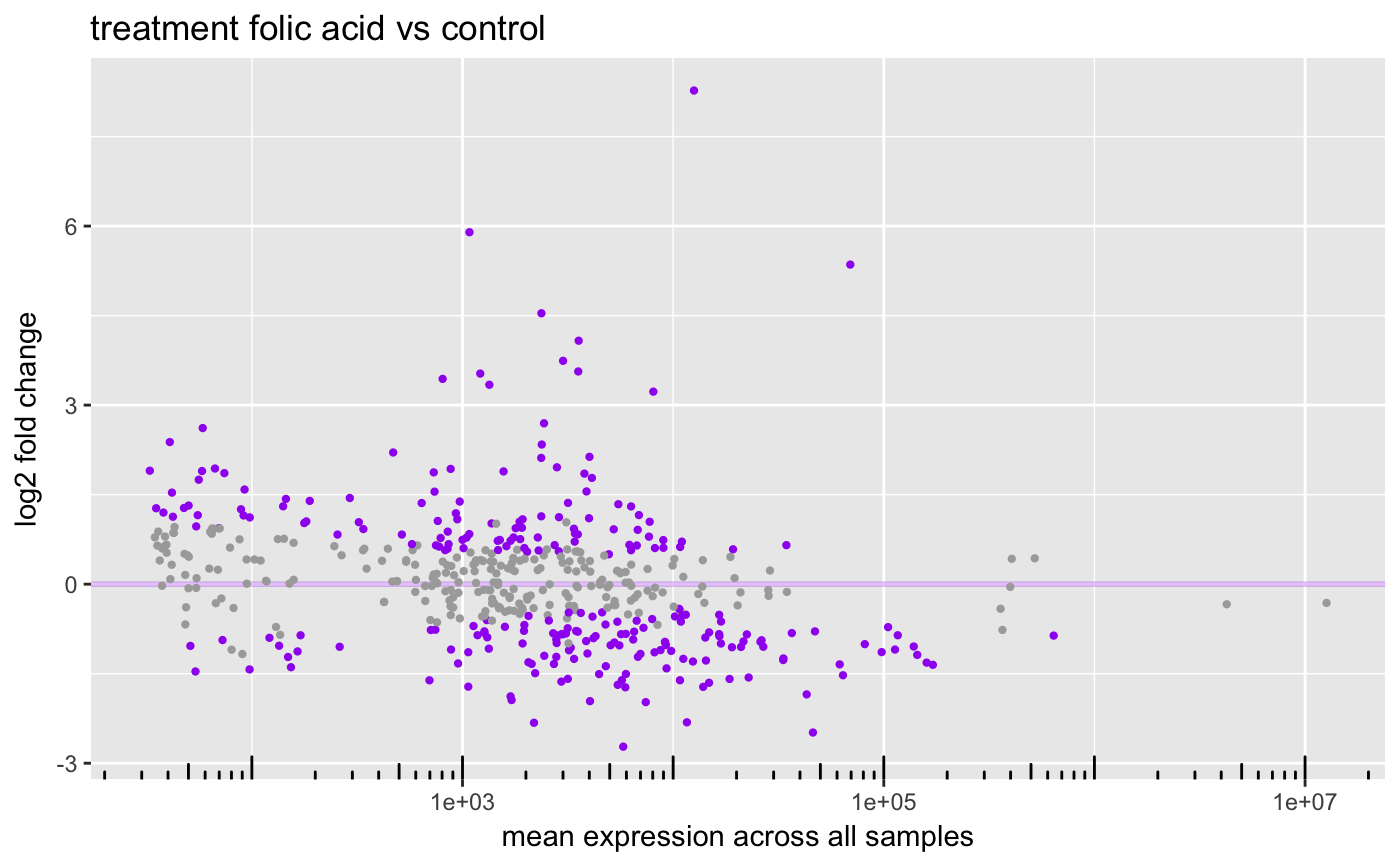 treatment folic acid vs control
log2 fold change
6
3
0
-3
1e+03 1e+05 1e+07
mean expression across all samples